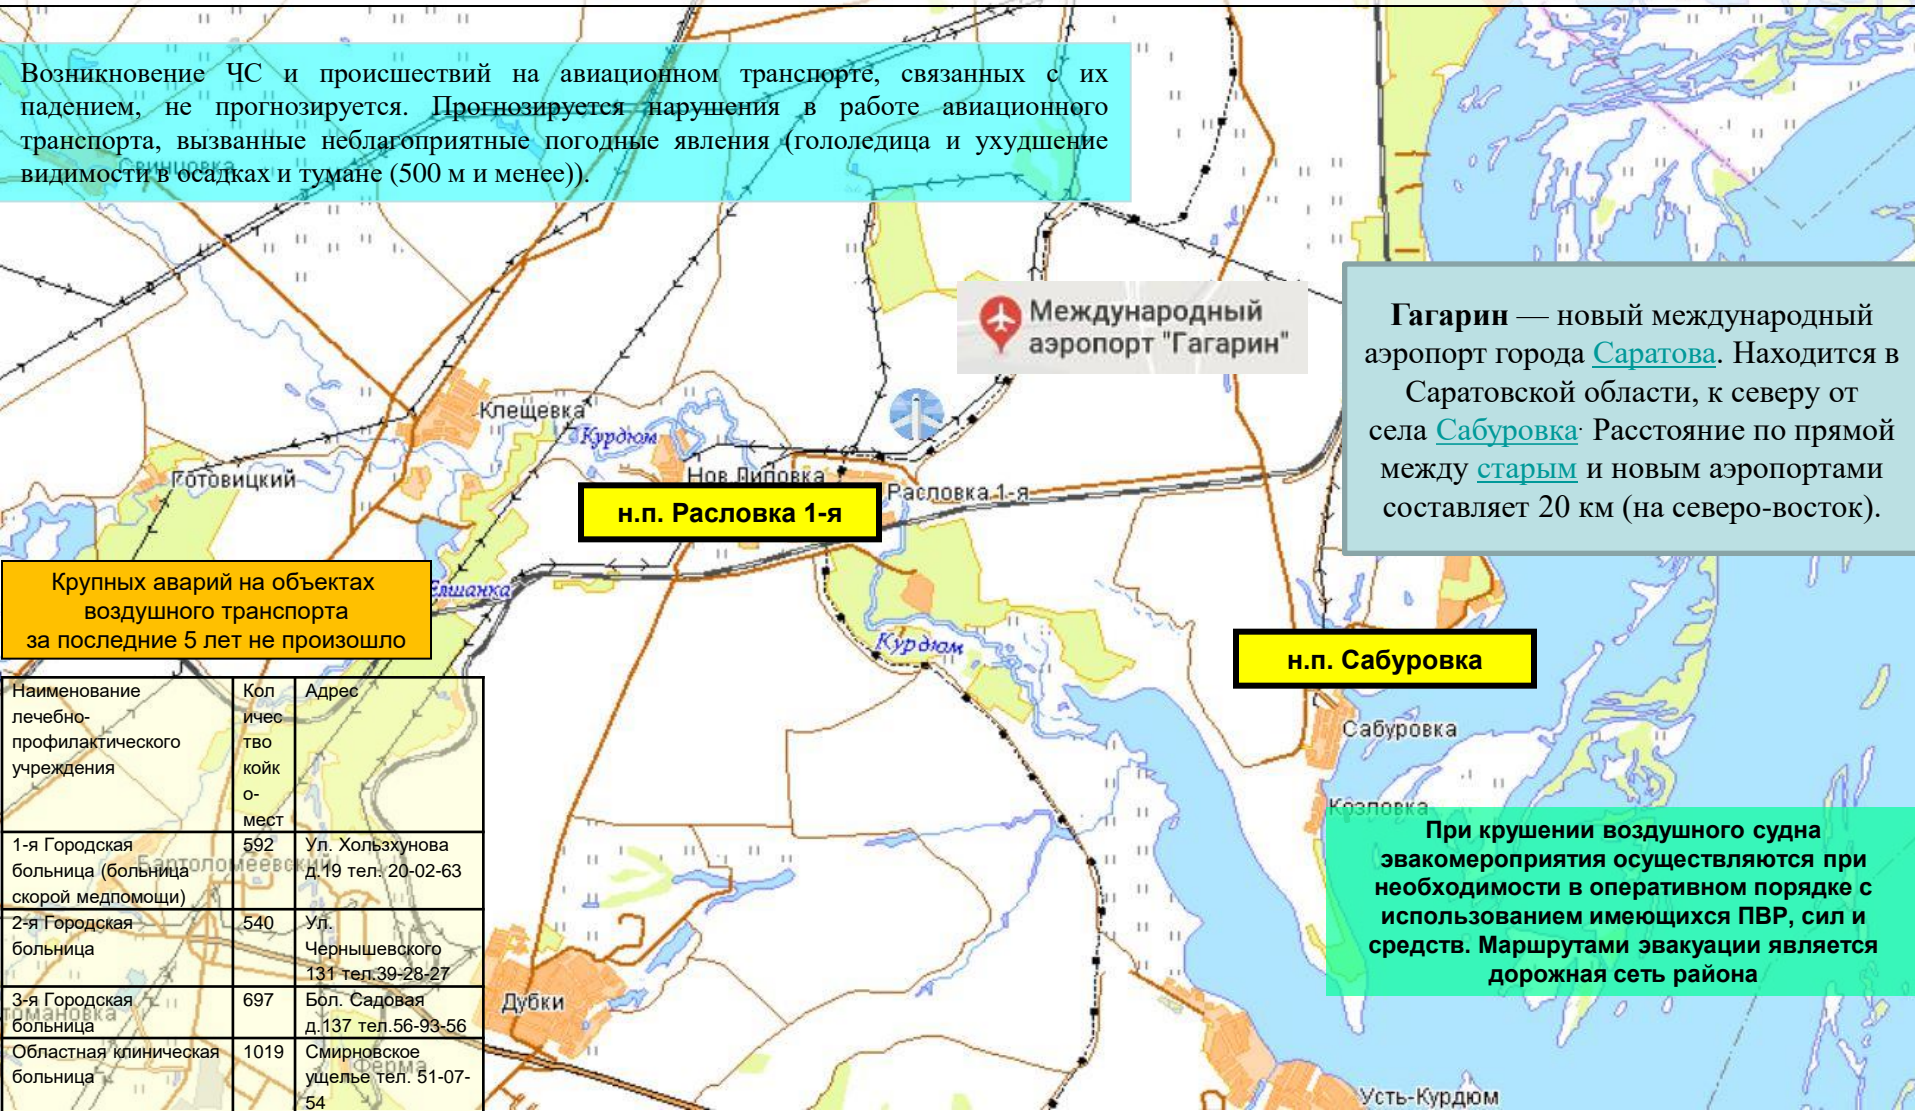 Возникновение ЧС и происшествий на авиационном транспорте, связанных с их
падением, не прогнозируется. Прогнозируется нарушения в работе авиационного
транспорта, вызванные неблагоприятные погодные явления (гололедица и ухудшение
видимости в осадках и тумане (500 м и менее)).
Свинцовка
Международный
аэропорт "Гагарин"
Гагарин — новый международный
аэропорт города Саратова. Находится в
Саратовской области, к северу от
села Сабуровка. Расстояние по прямой
между старым и новым аэропортами
составляет 20 км (на северо-восток).
Клещевка
Курдюм
Готовицкий
Нов.Липовка
Расловка 1-я
н.п. Расловка 1-я
Крупных аварий на объектах
воздушного транспорта
за последние 5 лет не произошло
Елшанка
Курдюм
н.п. Сабуровка
Сабуровка
Козловка
При крушении воздушного судна
эвакомероприятия осуществляются при
необходимости в оперативном порядке с
использованием имеющихся ПВР, сил и
средств. Маршрутами эвакуации является
дорожная сеть района
Наименование
лечебно-
профилактического
учреждения
Кол
ичес
тво
койк
о-
мест
Адрес
1-я Городская
больница (больница
скорой медпомощи)
592
Ул. Хользхунова
д.19 тел. 20-02-63
Бартоломеевский
2-я Городская
больница
540
Ул.
Чернышевского
131 тел.39-28-27
3-я Городская
больница
697
Бол. Садовая
д.137 тел.56-93-56
Областная клиническая
больница
1019
Смирновское
ущелье тел. 51-07-
54
Ферма
Дубки
Усть-Курдюм